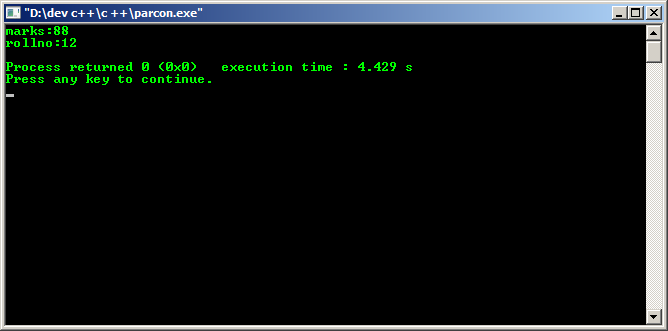 "D:\dev c++\c ++\parcon.exe"
marks:88
rollno:12
Process returned 0 (0x0)   execution time : 4.429 s
Press any key to continue.